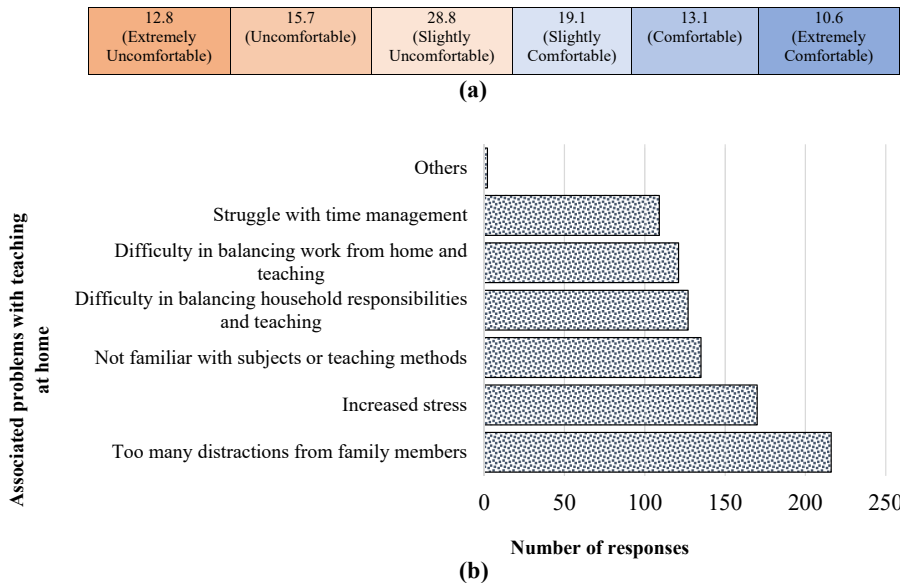 12.8 15.7 28.8 19.1 13.1 10.6
(Extremely (Uncomfortable) (Slightly (Slightly (Comfortable) (Extremely
Uncomfortable) Uncomfortable) Comfortable) Comfortable)
(a)
Associated problems with teaching
at home
Others
Struggle with time management
Difficulty in balancing work from home and
teaching
Difficulty in balancing household responsibilities
and teaching
Not familiar with subjects or teaching methods
Increased stress
Too many distractions from family members
0 50 100 150 200 250
Number of responses
(b)